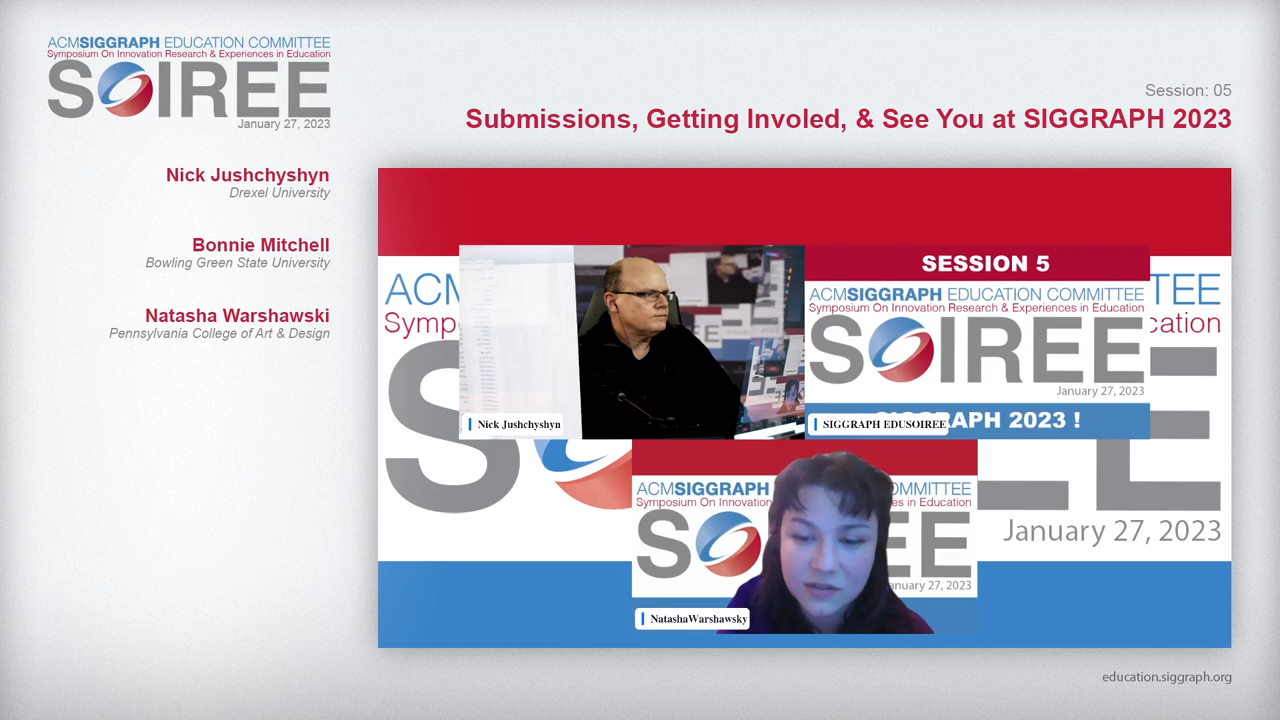 ACMSIGGRAPH EDUCATION COMMITTEE
Symposium On Innovation Research & Experiences in Education
SOIREE
January 27, 2023
Session: 05
Submissions, Getting Involed, & See You at SIGGRAPH 2023
Nick Jushchyshyn
Drexel University
Bonnie Mitchell
Bowling Green State University
Natasha Warshawski
Pennsylvania College of Art & Design
SESSION 5
ACMSIGGRAPH EDUCATION COMMITTEE
Symposium On Innovation Research & Experiences in Education
SOIREE
January 27, 2023
SIGGRAPH 2023 !
Nick Jushchyshyn
SIGGRAPH EDUSOIREE
ACMSIGGRAPH OMMITTEE
Symposium On Innovation es in Education
SO EE
January 27, 2023
NatashaWarshawsky
ACM TEE
Symp cation
SO E
January 27, 2023
education.siggraph.org